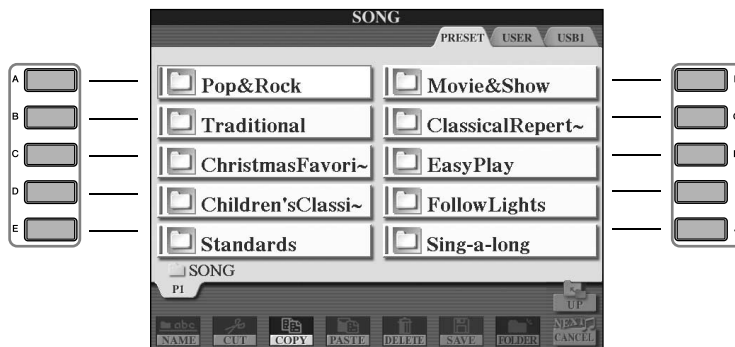 SONG
PRESET USER USB1
A Pop&Rock Movie&Show
B Traditional ClassicalRepert~
C ChristmasFavori~ EasyPlay
D Children'sClassi~ FollowLights
E Standards Sing-a-long
SONG
P1
UP
NAME CUT COPY PASTE DELETE SAVE FOLDER NEXT CANCEL